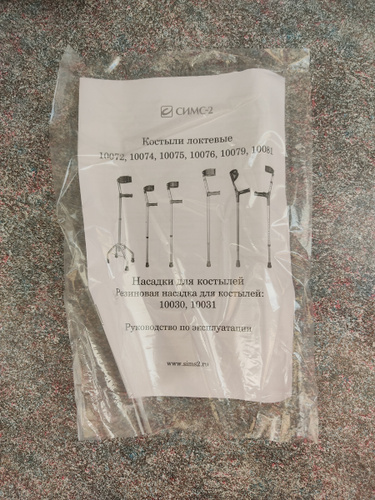 СИМС-2
Костыли локтевые
10072, 10074, 10075, 10076, 10079, 10081
Насадки для костылей
Резиновая насадка для костылей:
10030, 10031
Руководство по эксплуатации
www.sims2.ru